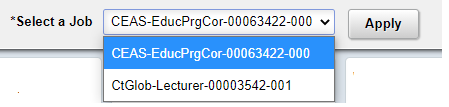 *Select a Job CEAS-EducPrgCor-00063422-000 Apply
CEAS-EducPrgCor-00063422-000
CtGlob-Lecturer-00003542-001